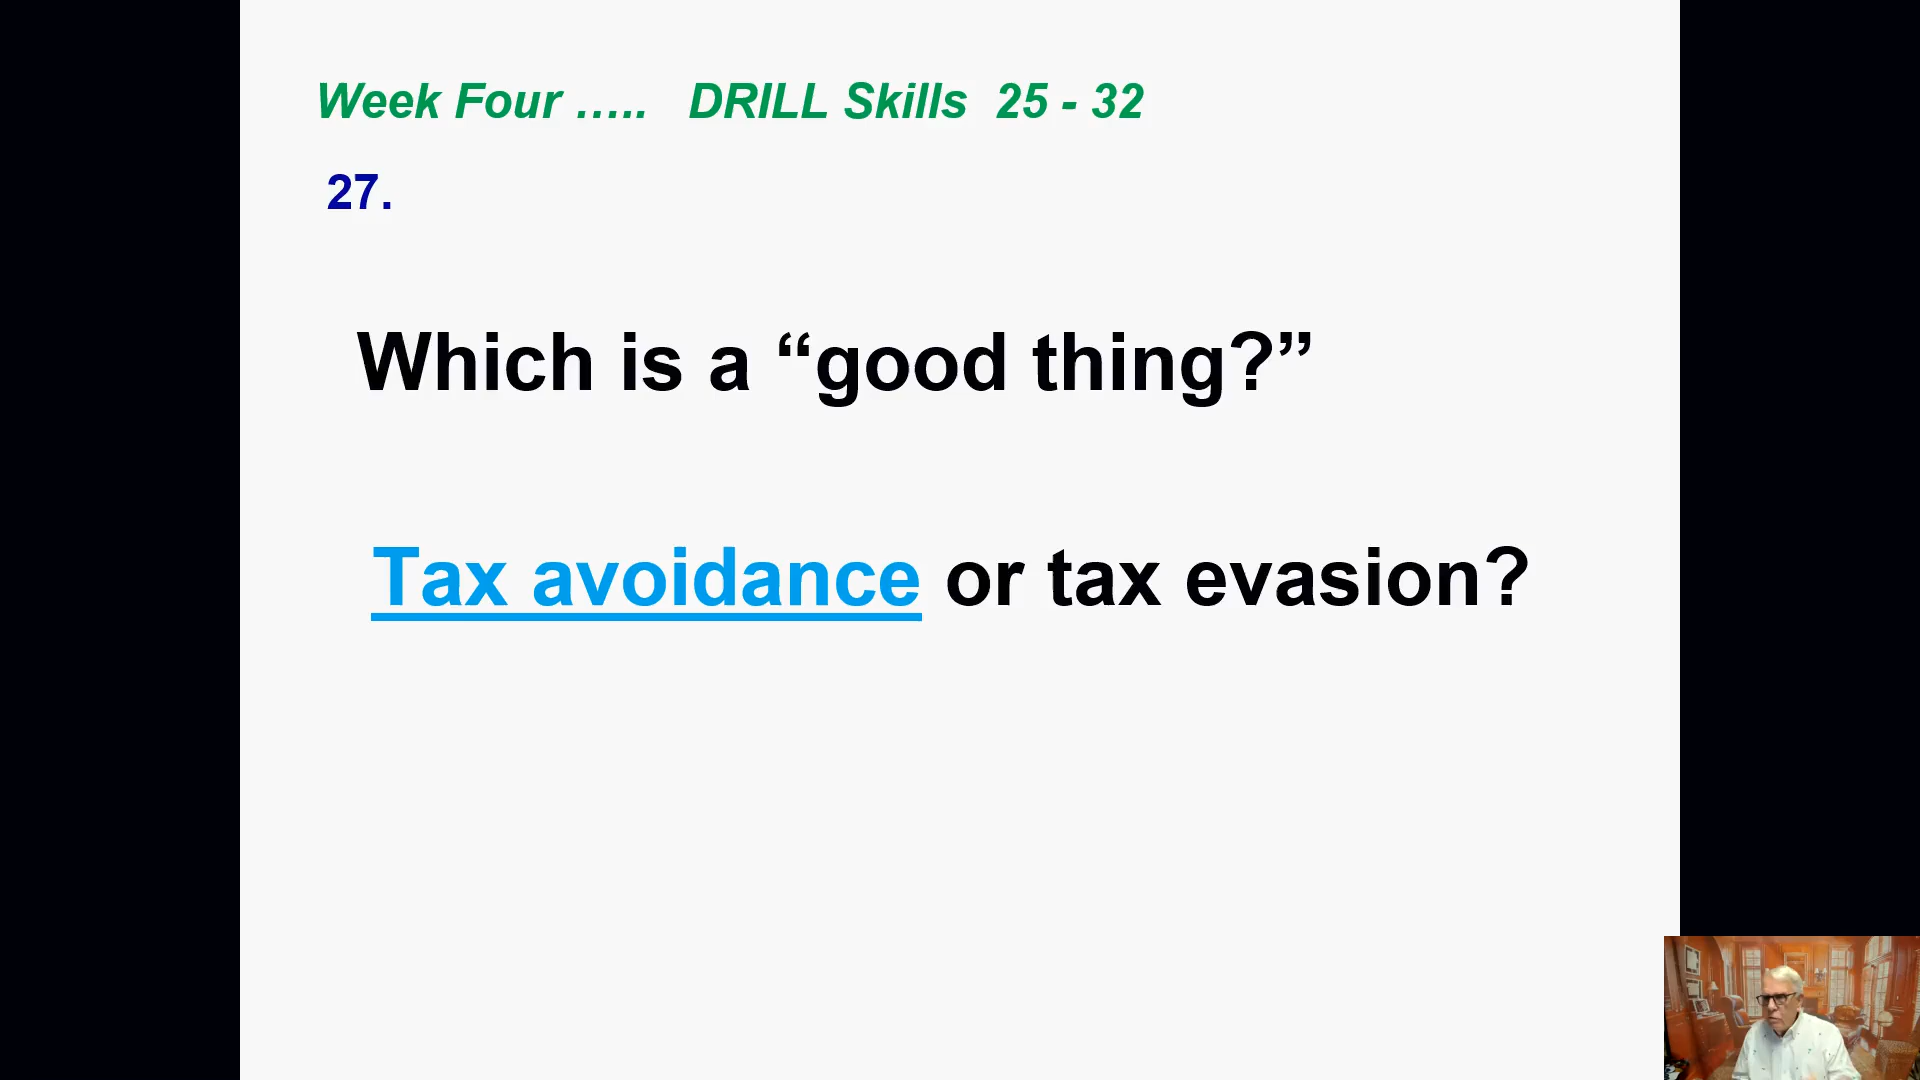 Week Four ..... DRILL Skills 25 - 32
27.
Which is a “good thing?”
Tax avoidance or tax evasion?